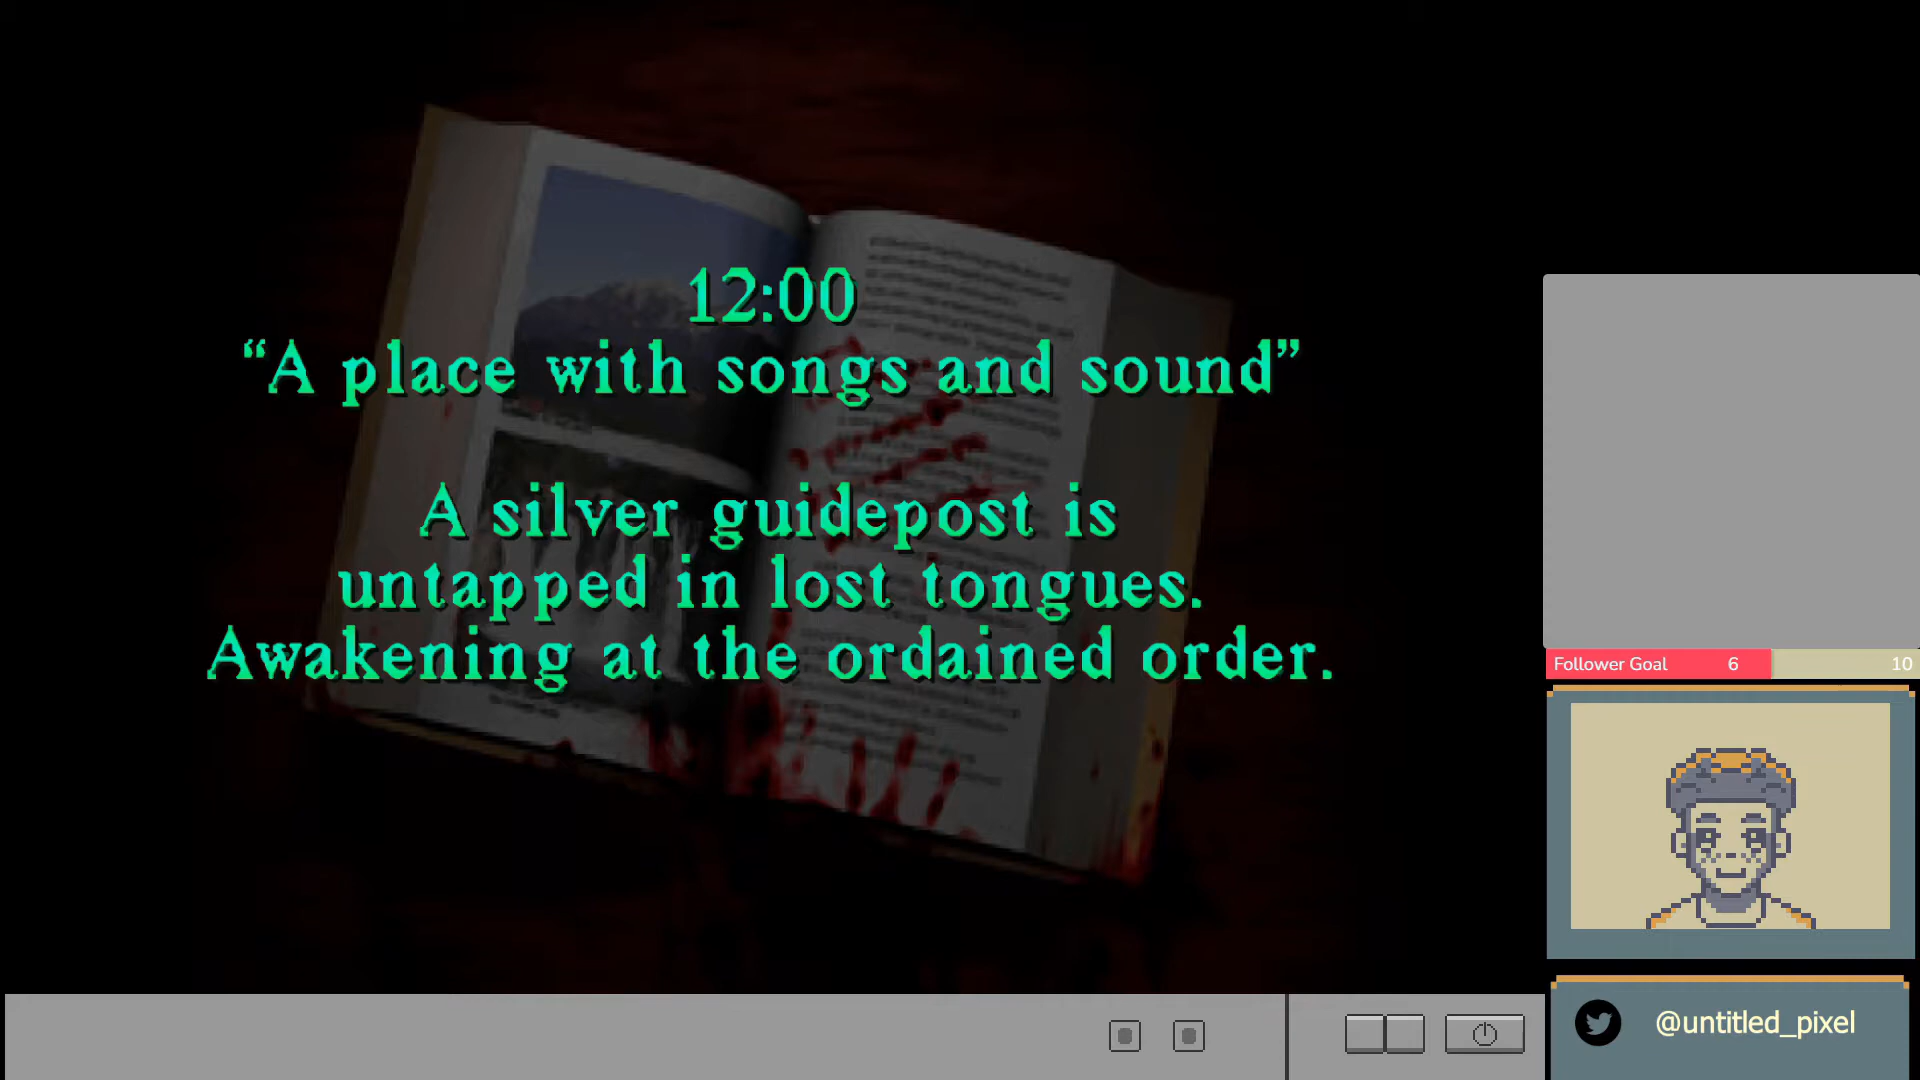 12:00
“A place with songs and sound”
A silver guidepost is
untapped in lost tongues.
Awakening at the ordained order.
Follower Goal 6 10
@untitled_pixel